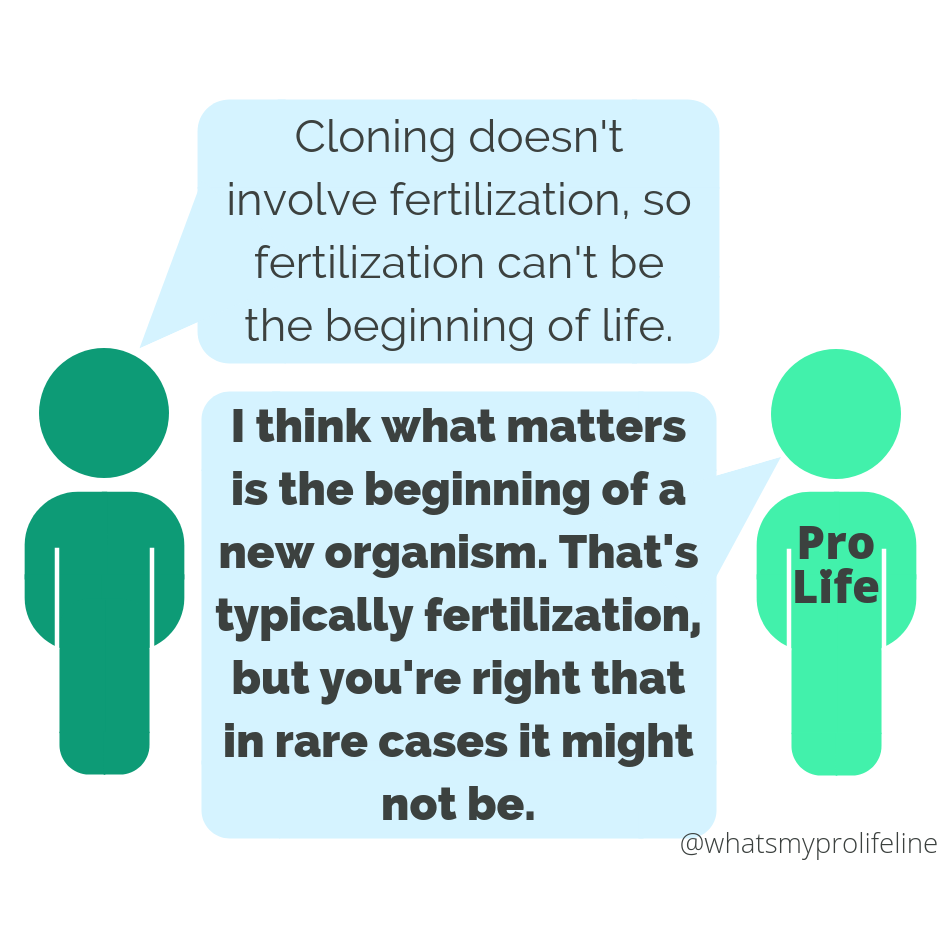 Cloning doesn't
involve fertilization, so
fertilization can't be
the beginning of life.
I think what matters
is the beginning of a
new organism. That's
typically fertilization,
but you're right that
in rare cases it might
not be.
Pro
Life
@whatsmyprolifeline